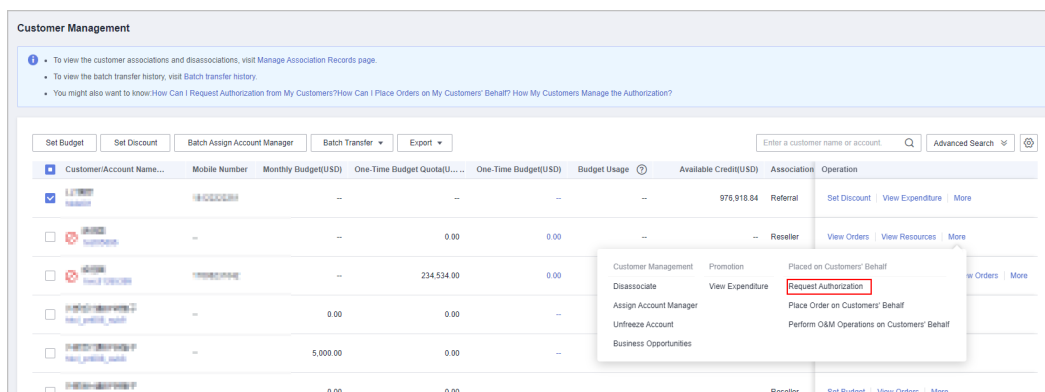 Customer Management
To view the customer associations and disassociations, visit Manage Association Records page.
To view the batch transfer history, visit Batch transfer history.
You might also want to know:How Can I Request Authorization from My Customers?How Can I Place Orders on My Customers' Behalf? How My Customers Manage the Authorization?
Set Budget Set Discount Batch Assign Account Manager Batch Transfer Export Enter a customer name or account. Advanced Search
Customer/Account Name... Mobile Number Monthly Budget(USD) One-Time Budget Quota(U... One-Time Budget(USD) Budget Usage Available Credit(USD) Association Operation
-- -- -- -- 976,918.84 Referral Set Discount View Expenditure More
-- -- 0.00 0.00 -- -- Reseller View Orders View Resources More
-- 234,534.00 0.00 w Orders More
Customer Management Promotion Placed on Customers' Behalf
Disassociate View Expenditure Request Authorization
Assign Account Manager Place Order on Customers' Behalf
Unfreeze Account Perform O&M Operations on Customers' Behalf
Business Opportunities
-- 0.00 0.00 --
-- 5,000.00 0.00 --
0.00 0.00 Reseller Set Budget View Orders More